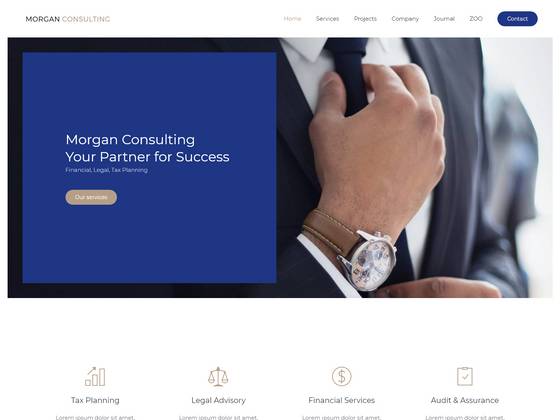 MORGAN CONSULTING
Home Services Projects Company Journal ZOO Contact
Morgan Consulting
Your Partner for Success
Financial, Legal, Tax Planning
Our services
Tax Planning Legal Advisory Financial Services Audit & Assurance
Lorem ipsum dolor sit amet, Lorem ipsum dolor sit amet, Lorem ipsum dolor sit amet, Lorem ipsum dolor sit amet,